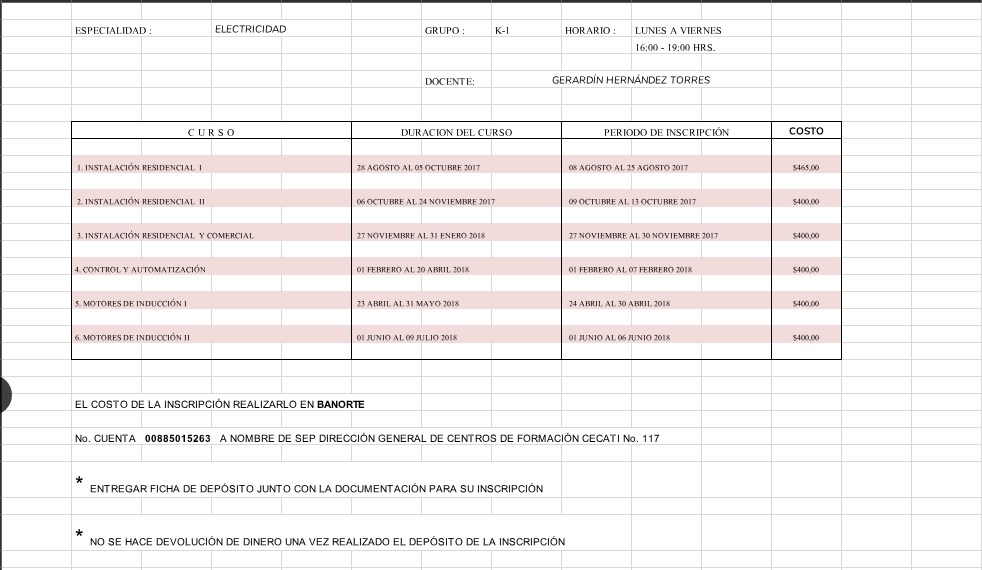 ESPECIALIDAD : ELECTRICIDAD GRUPO : K-1 HORARIO : LUNES A VIERNES
16:00 - 19:00 HRS.
DOCENTE: GERARDÍN HERNÁNDEZ TORRES
C U R S O DURACION DEL CURSO PERIODO DE INSCRIPCIÓN COSTO
1. INSTALACIÓN RESIDENCIAL I 28 AGOSTO AL 05 OCTUBRE 2017 08 AGOSTO AL 25 AGOSTO 2017 $465,00
2. INSTALACIÓN RESIDENCIAL II 06 OCTUBRE AL 24 NOVIEMBRE 2017 09 OCTUBRE AL 13 OCTUBRE 2017 $400,00
3. INSTALACIÓN RESIDENCIAL Y COMERCIAL 27 NOVIEMBRE AL 31 ENERO 2018 27 NOVIEMBRE AL 30 NOVIEMBRE 2017 $400,00
4. CONTROL Y AUTOMATIZACIÓN 01 FEBRERO AL 20 ABRIL 2018 01 FEBRERO AL 07 FEBRERO 2018 $400,00
5. MOTORES DE INDUCCIÓN I 23 ABRIL AL 31 MAYO 2018 24 ABRIL AL 30 ABRIL 2018 $400,00
6. MOTORES DE INDUCCIÓN II 01 JUNIO AL 09 JULIO 2018 01 JUNIO AL 06 JUNIO 2018 $400,00
EL COSTO DE LA INSCRIPCIÓN REALIZARLO EN BANORTE
No. CUENTA 00885015263 A NOMBRE DE SEP DIRECCIÓN GENERAL DE CENTROS DE FORMACIÓN CECATI No. 117
* ENTREGAR FICHA DE DEPÓSITO JUNTO CON LA DOCUMENTACIÓN PARA SU INSCRIPCIÓN
* NO SE HACE DEVOLUCIÓN DE DINERO UNA VEZ REALIZADO EL DEPÓSITO DE LA INSCRIPCIÓN